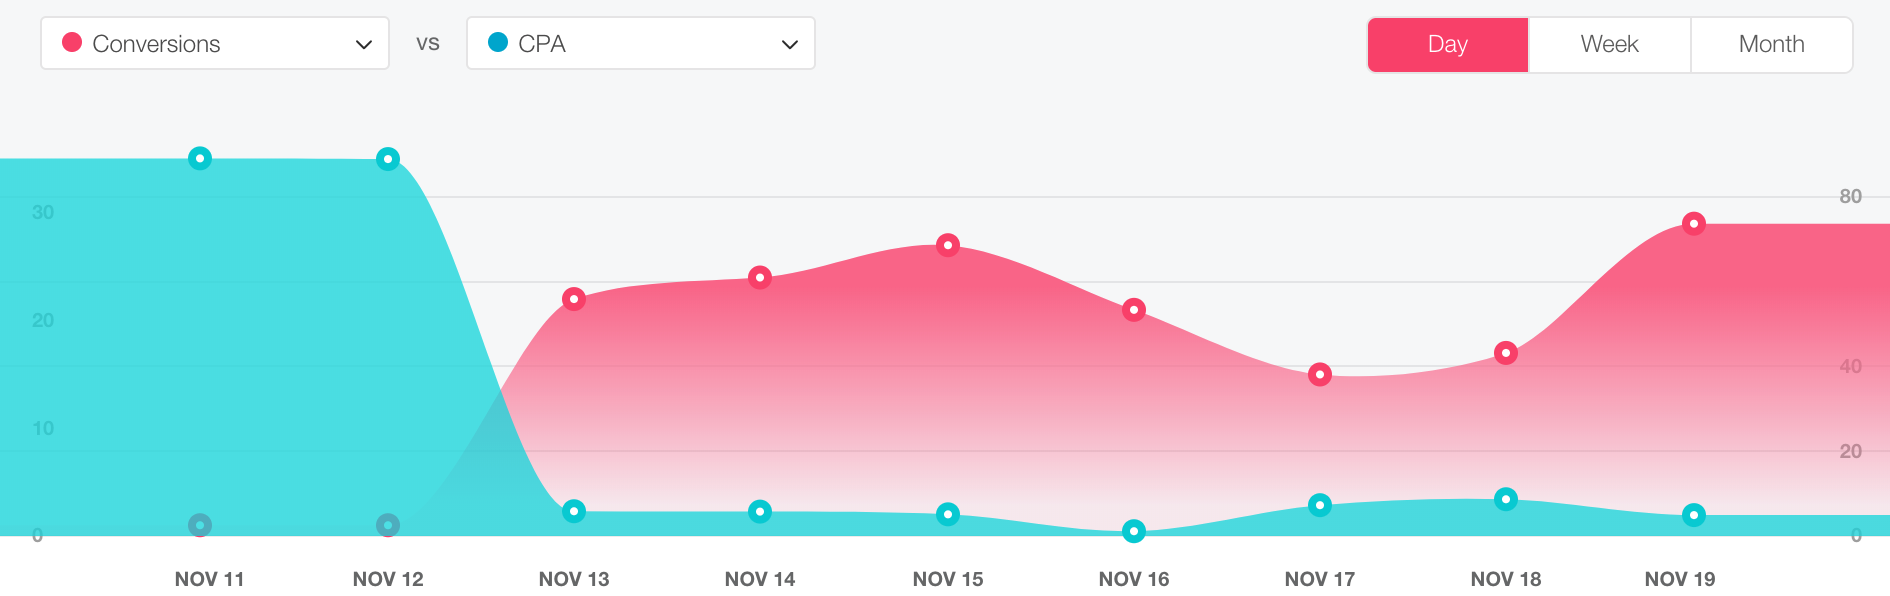 Conversions vs CPA Day Week Month
30 80
20 40
10 20
0 0
NOV 11 NOV 12 NOV 13 NOV 14 NOV 15 NOV 16 NOV 17 NOV 18 NOV 19